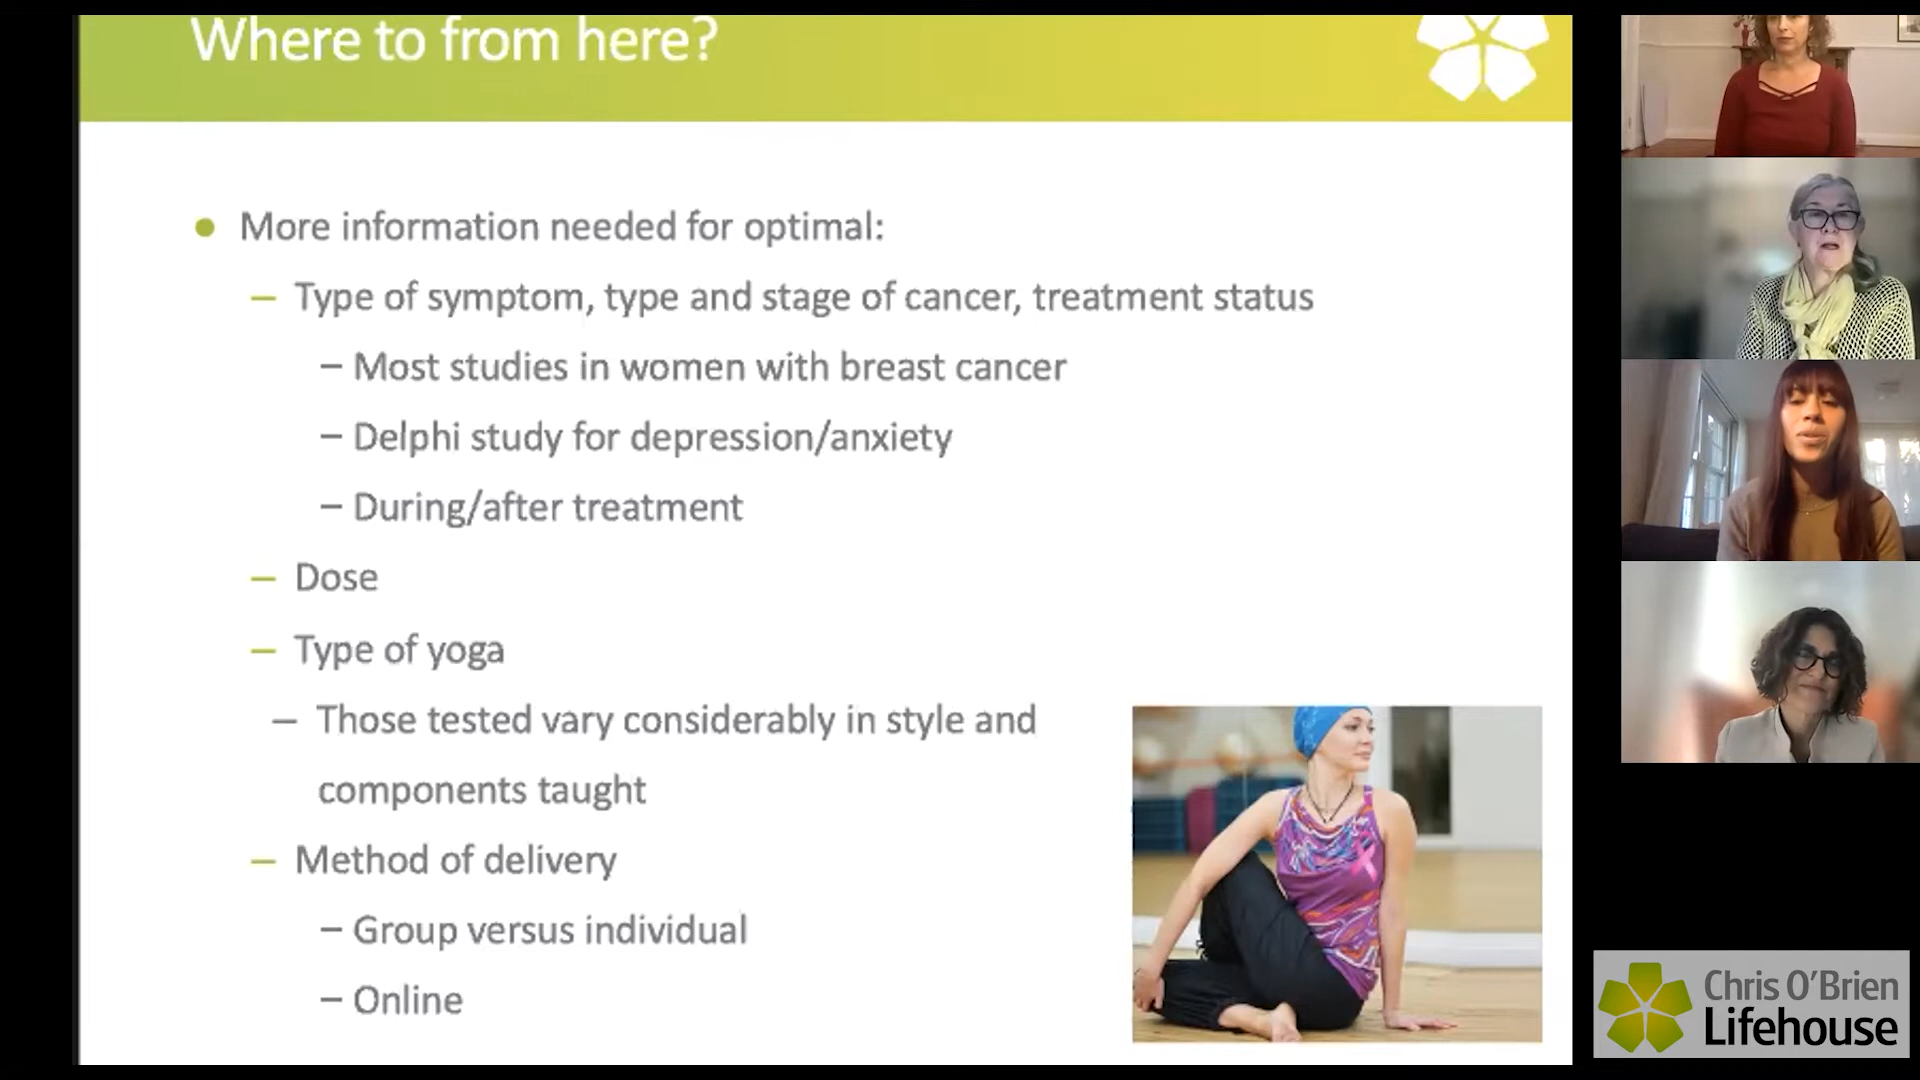 Where to from here?
More information needed for optimal:
– Type of symptom, type and stage of cancer, treatment status
– Most studies in women with breast cancer
– Delphi study for depression/anxiety
– During/after treatment
– Dose
– Type of yoga
– Those tested vary considerably in style and
components taught
– Method of delivery
– Group versus individual
– Online
Chris O'Brien
Lifehouse